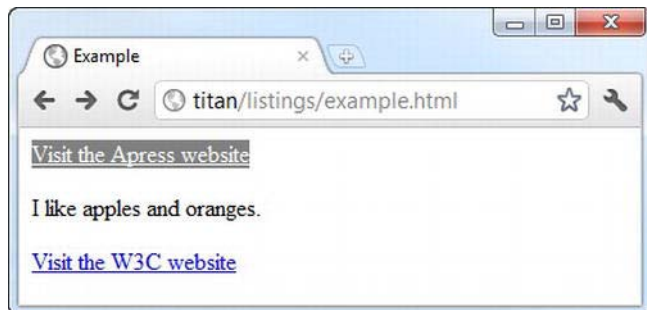 Example
titan/listings/example.html
Visit the Apress website
I like apples and oranges.
Visit the W3C website